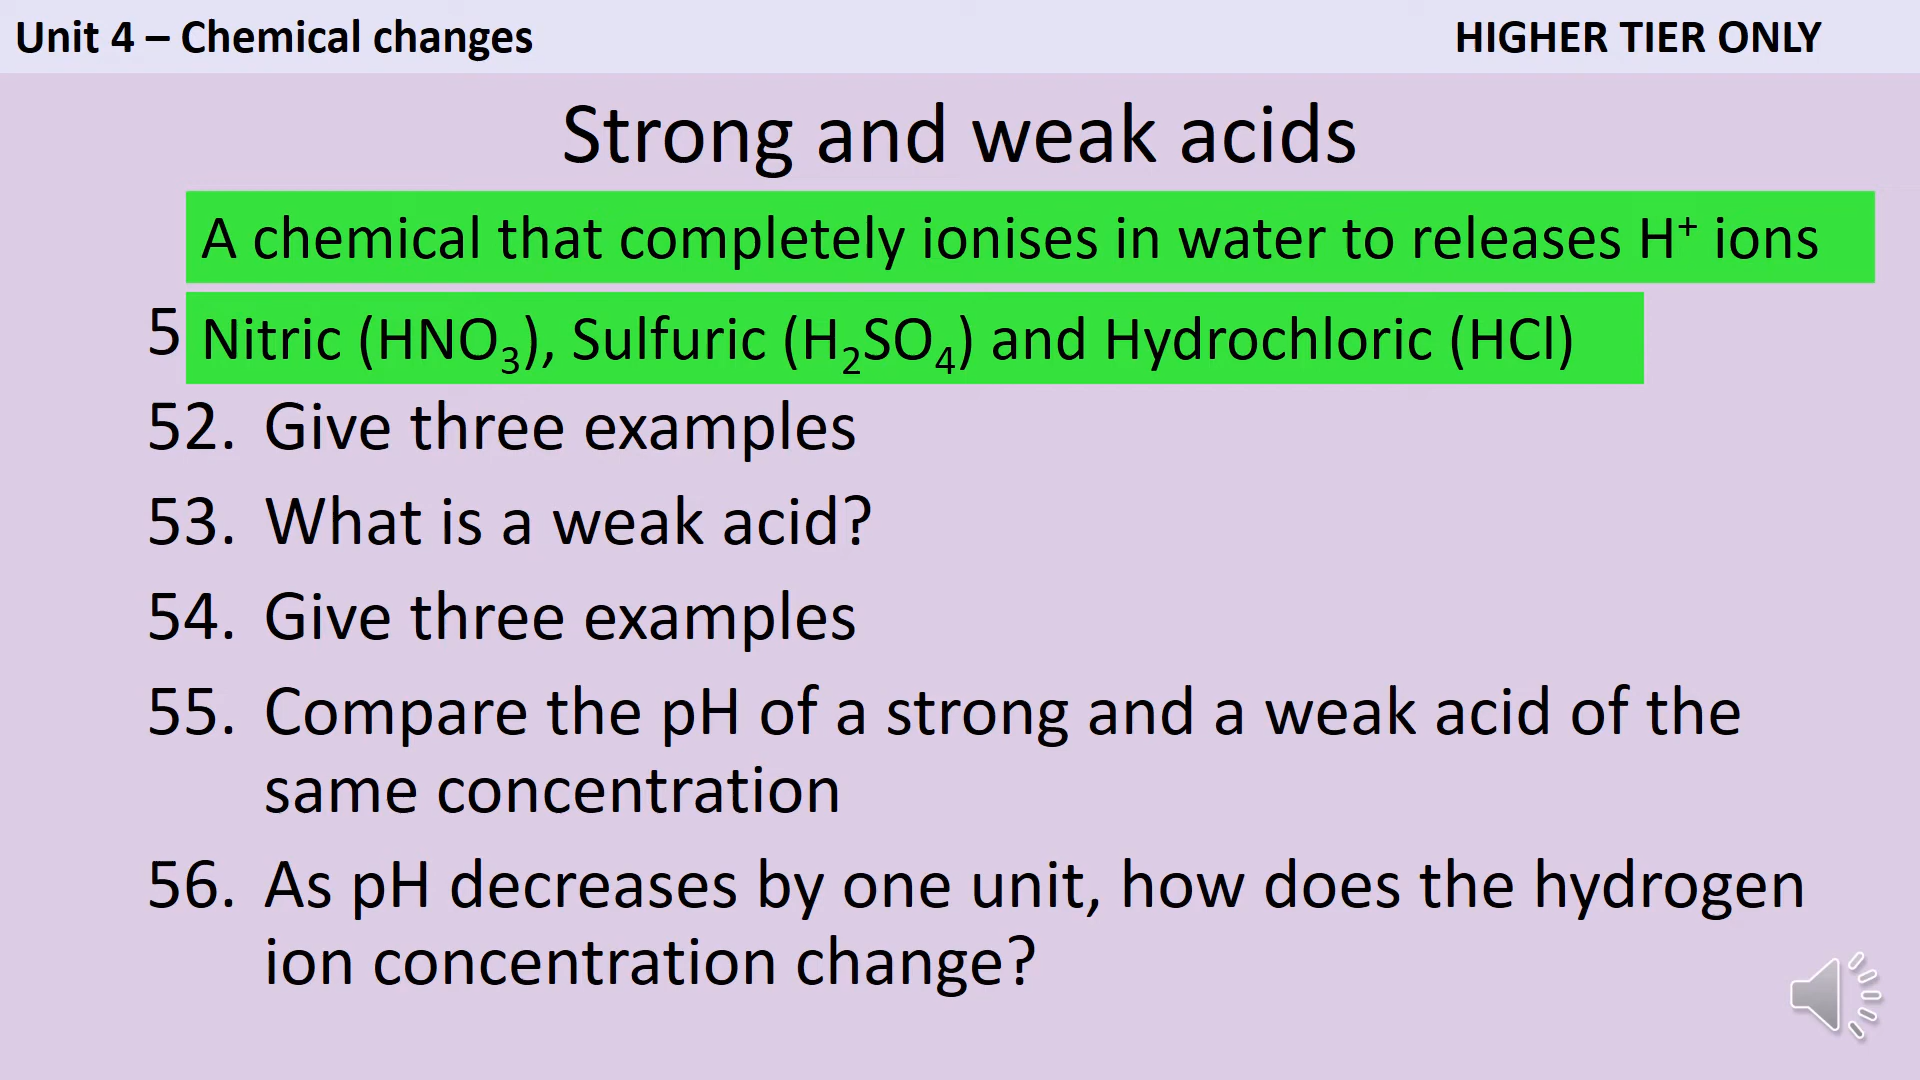 Unit 4 – Chemical changes
HIGHER TIER ONLY
Strong and weak acids
A chemical that completely ionises in water to releases H⁺ ions
5
Nitric (HNO₃), Sulfuric (H₂SO₄) and Hydrochloric (HCl)
52. Give three examples
53. What is a weak acid?
54. Give three examples
55. Compare the pH of a strong and a weak acid of the
same concentration
56. As pH decreases by one unit, how does the hydrogen
ion concentration change?